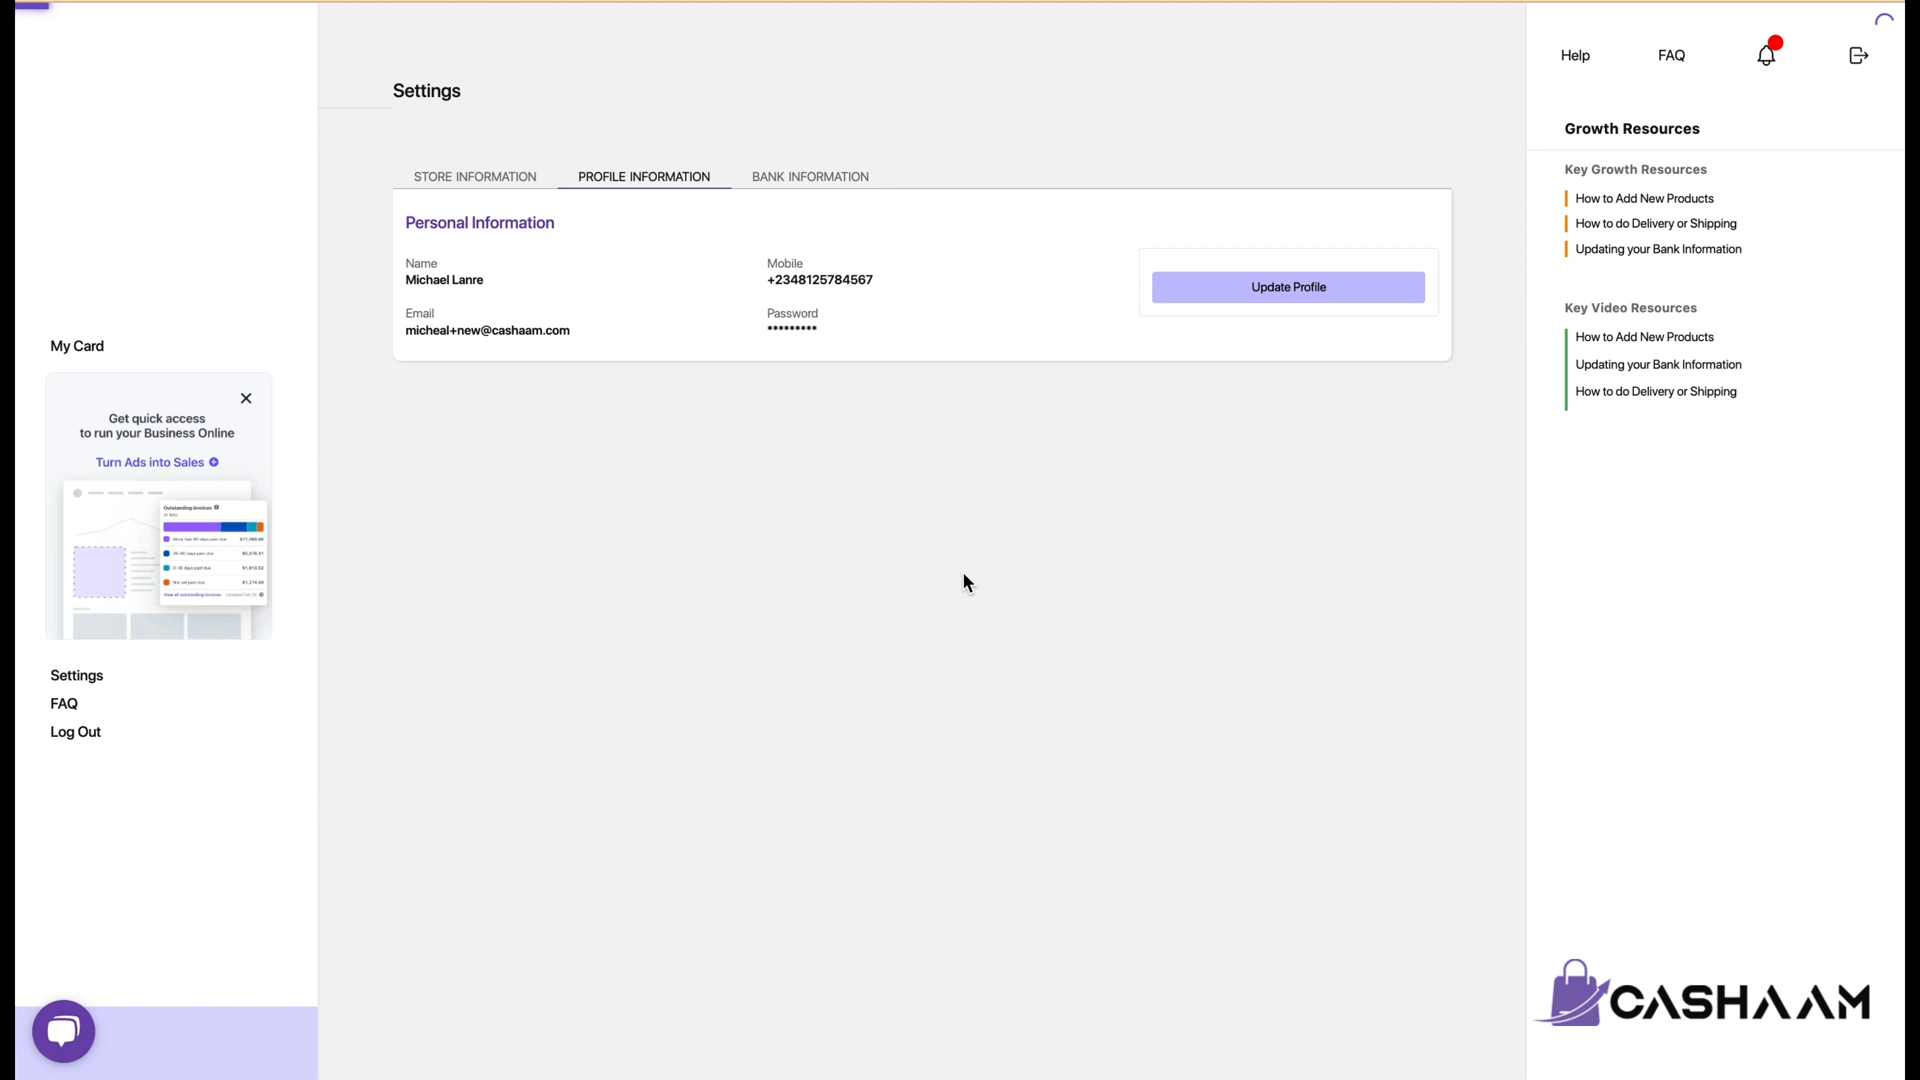 Settings
STORE INFORMATION
PROFILE INFORMATION
BANK INFORMATION
Personal Information
Name
Michael Lanre
Mobile
+2348125784567
Email
micheal+new@cashaam.com
Password
*********
Update Profile
My Card
Get quick access
to run your Business Online
Turn Ads into Sales
Outstanding invoices
View all outstanding invoices
Settings
FAQ
Log Out
Help
FAQ
Growth Resources
Key Growth Resources
How to Add New Products
How to do Delivery or Shipping
Updating your Bank Information
Key Video Resources
How to Add New Products
Updating your Bank Information
How to do Delivery or Shipping
CASHAAM